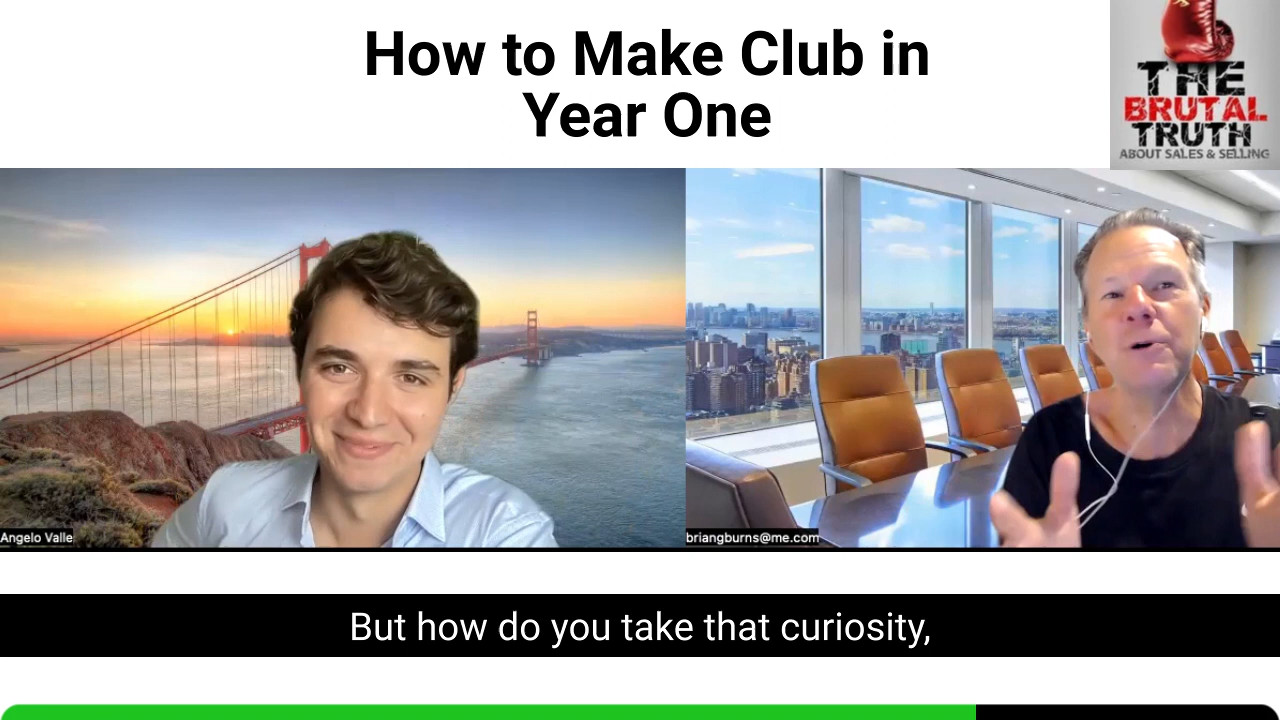 How to Make Club in
Year One
THE
BRUTAL
TRUTH
ABOUT SALES & SELLING
Angelo Valle
briangburns@me.com
But how do you take that curiosity,